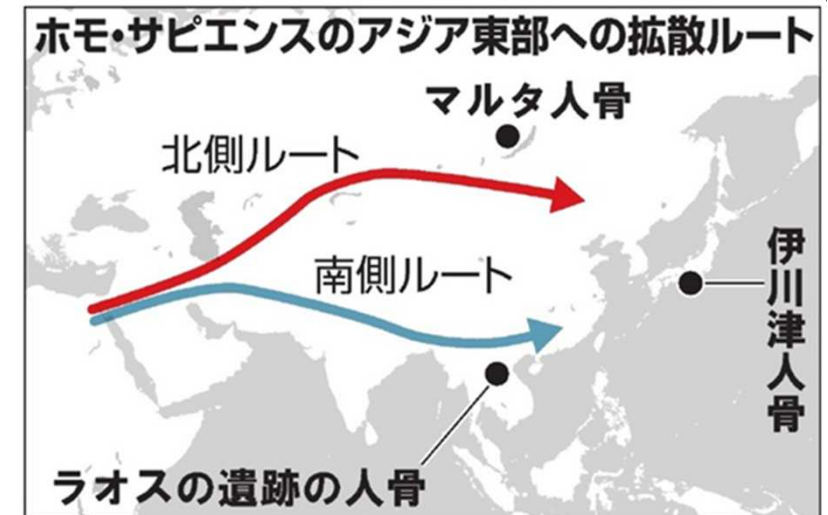 ホモ・サピエンスのアジア東部への拡散ルート
マルタ人骨
北側ルート
南側ルート
伊川津人骨
ラオスの遺跡の人骨